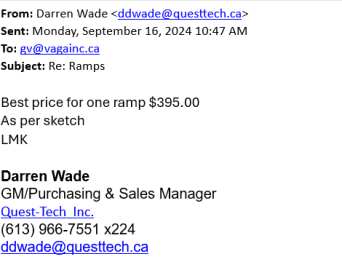 From: Darren Wade <ddwade@questtech.ca>
Sent: Monday, September 16, 2024 10:47 AM
To: gv@vagainc.ca
Subject: Re: Ramps
Best price for one ramp $395.00
As per sketch
LMK
Darren Wade
GM/Purchasing & Sales Manager
Quest-Tech Inc.
(613) 966-7551 x224
ddwade@questtech.ca